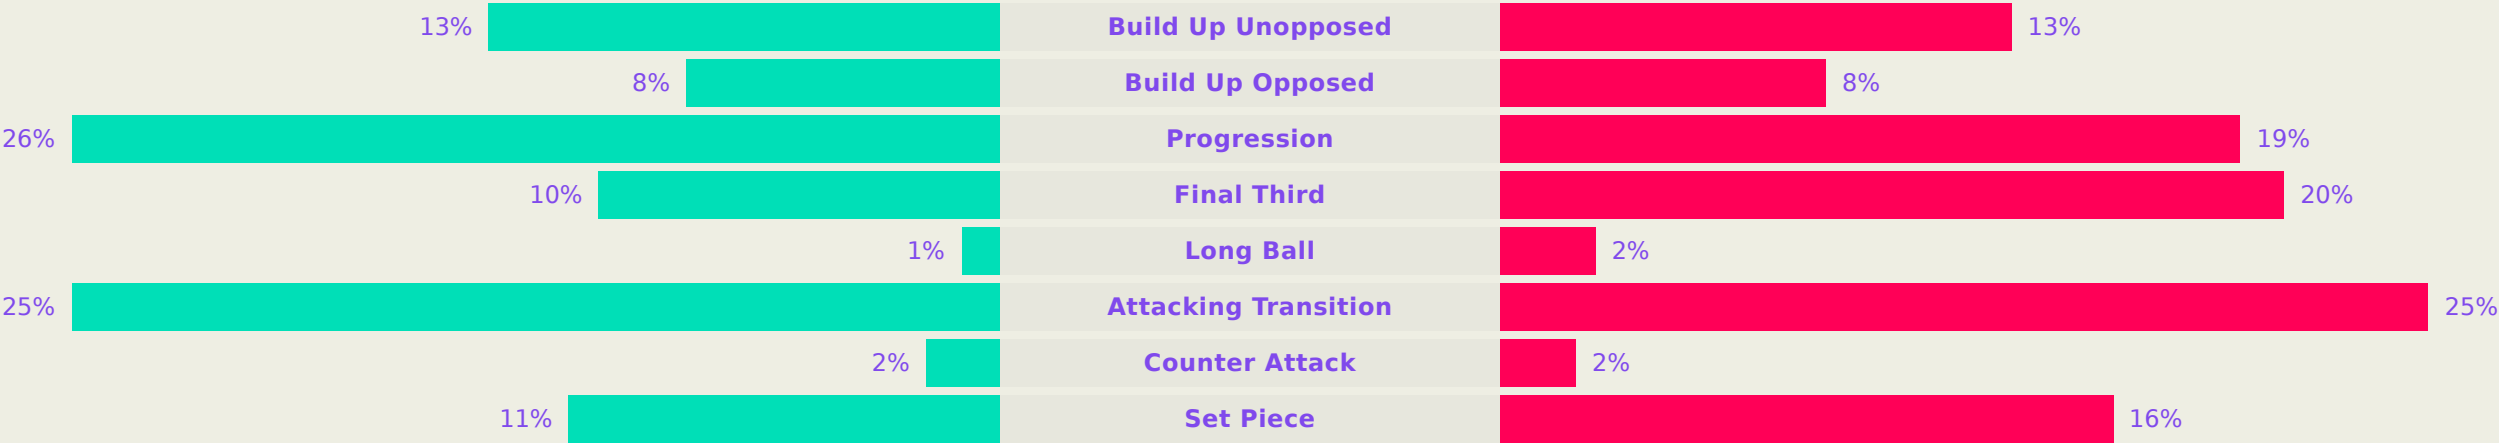 13% Build Up Unopposed 13%
8% Build Up Opposed 8%
26% Progression 19%
10% Final Third 20%
1% Long Ball 2%
25% Attacking Transition 25%
2% Counter Attack 2%
11% Set Piece 16%